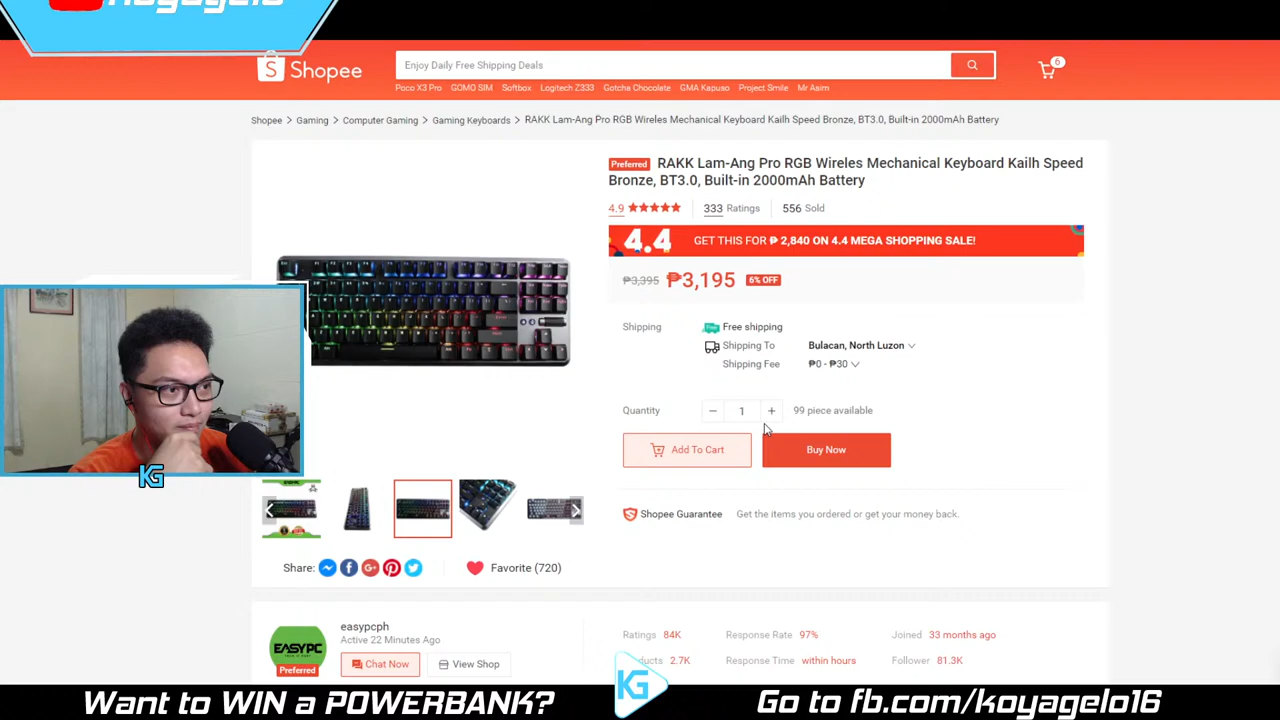 Koyagelo
Shopee
Enjoy Daily Free Shipping Deals
6
Poco X3 Pro GOMO SIM Softbox Logitech Z333 Gotcha Chocolate GMA Kapuso Project Smile Mr Asim
Shopee > Gaming > Computer Gaming > Gaming Keyboards > RAKK Lam-Ang Pro RGB Wireles Mechanical Keyboard Kailh Speed Bronze, BT3.0, Built-in 2000mAh Battery
Preferred RAKK Lam-Ang Pro RGB Wireles Mechanical Keyboard Kailh Speed
Bronze, BT3.0, Built-in 2000mAh Battery
4.9 333 Ratings 556 Sold
4.4 GET THIS FOR ₱ 2,840 ON 4.4 MEGA SHOPPING SALE!
₱3,395 ₱3,195 6% OFF
Shipping Free shipping
Shipping To Bulacan, North Luzon
Shipping Fee ₱0 - ₱30
Quantity − 1 + 99 piece available
Add To Cart Buy Now
KG
Shopee Guarantee Get the items you ordered or get your money back.
Share: Favorite (720)
easypcph
Active 22 Minutes Ago
EASYPC
Preferred
Chat Now View Shop
Ratings 84K Response Rate 97% Joined 33 months ago
ducts 2.7K Response Time within hours Follower 81.3K
KG
Want to WIN a POWERBANK? Go to fb.com/koyagelo16